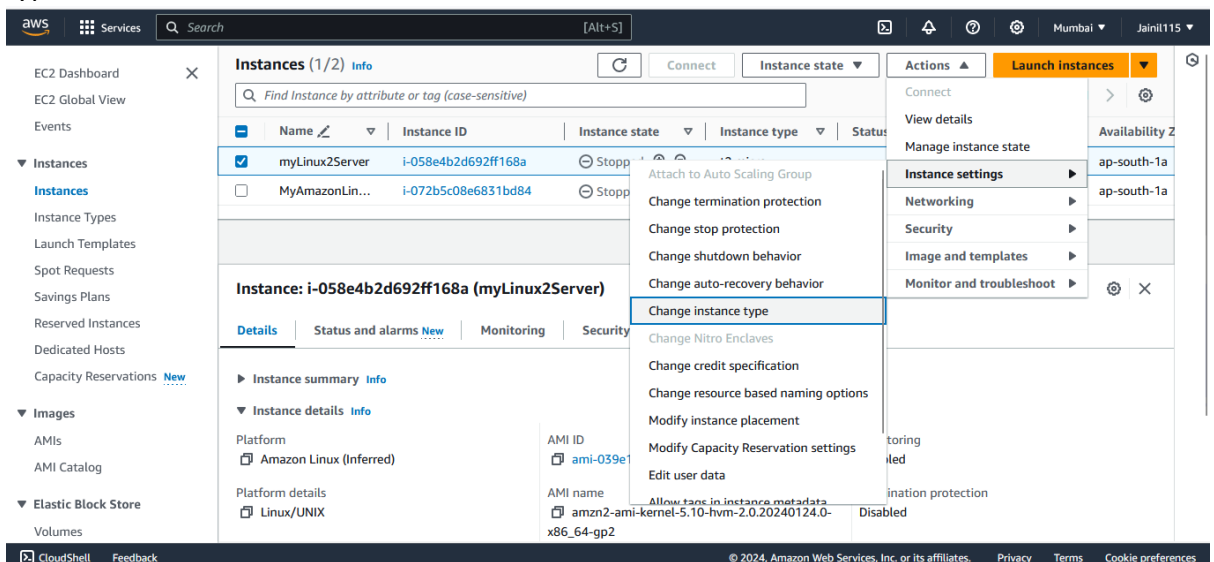 aws Services Search [Alt+S] Mumbai Jainil115
EC2 Dashboard
EC2 Global View
Events
Instances
Instances
Instance Types
Launch Templates
Spot Requests
Savings Plans
Reserved Instances
Dedicated Hosts
Capacity Reservations New
Images
AMIs
AMI Catalog
Elastic Block Store
Volumes
Instances (1/2) Info Connect Instance state Actions Launch instances
Find Instance by attribute or tag (case-sensitive)
Name Instance ID Instance state Instance type Status Availability Z
myLinux2Server i-058e4b2d692ff168a Stopp ap-south-1a
MyAmazonLin... i-072b5c08e6831bd84 Stopp ap-south-1a
Connect
View details
Manage instance state
Instance settings
Networking
Security
Image and templates
Monitor and troubleshoot
Attach to Auto Scaling Group
Change termination protection
Change stop protection
Change shutdown behavior
Change auto-recovery behavior
Change instance type
Change Nitro Enclaves
Change credit specification
Change resource based naming options
Modify instance placement
Modify Capacity Reservation settings
Edit user data
Allow tags in instance metadata
Instance: i-058e4b2d692ff168a (myLinux2Server)
Details Status and alarms New Monitoring Security
Instance summary Info
Instance details Info
Platform AMI ID toring
Amazon Linux (Inferred) ami-039e1 led
Platform details AMI name ination protection
Linux/UNIX amzn2-ami-kernel-5.10-hvm-2.0.20240124.0- Disabled
x86_64-gp2
CloudShell Feedback © 2024, Amazon Web Services, Inc. or its affiliates. Privacy Terms Cookie preferences